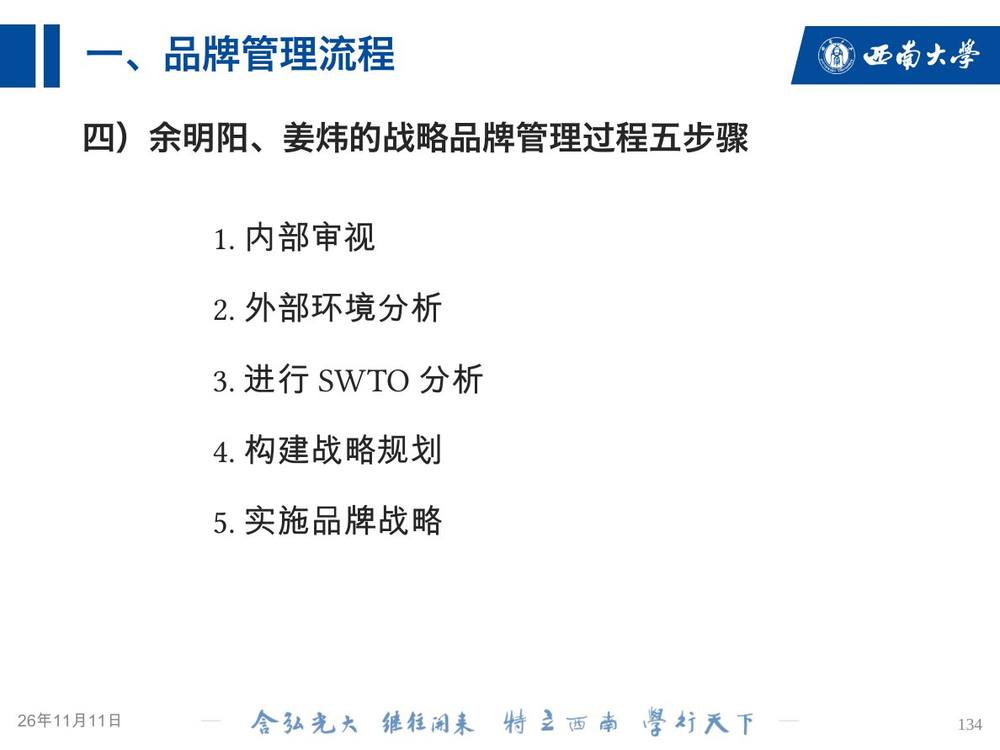 一、品牌管理流程
西南大学
四）余明阳、姜炜的战略品牌管理过程五步骤
1. 内部审视
2. 外部环境分析
3. 进行 SWTO 分析
4. 构建战略规划
5. 实施品牌战略
26年11月11日
含弘光大 继往开来 特立西南 學行天下
134